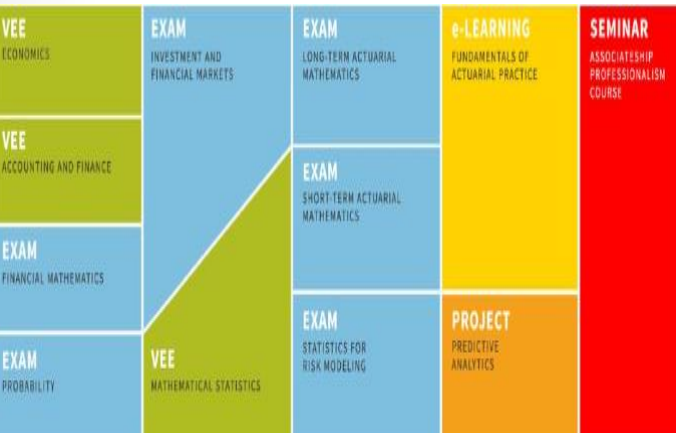 VEE
ECONOMICS
VEE
ACCOUNTING AND FINANCE
EXAM
FINANCIAL MATHEMATICS
EXAM
PROBABILITY
EXAM
INVESTMENT AND
FINANCIAL MARKETS
VEE
MATHEMATICAL STATISTICS
EXAM
LONG-TERM ACTUARIAL
MATHEMATICS
EXAM
SHORT-TERM ACTUARIAL
MATHEMATICS
EXAM
STATISTICS FOR
RISK MODELING
e-LEARNING
FUNDAMENTALS OF
ACTUARIAL PRACTICE
PROJECT
PREDICTIVE
ANALYTICS
SEMINAR
ASSOCIATESHIP
PROFESSIONALISM
COURSE